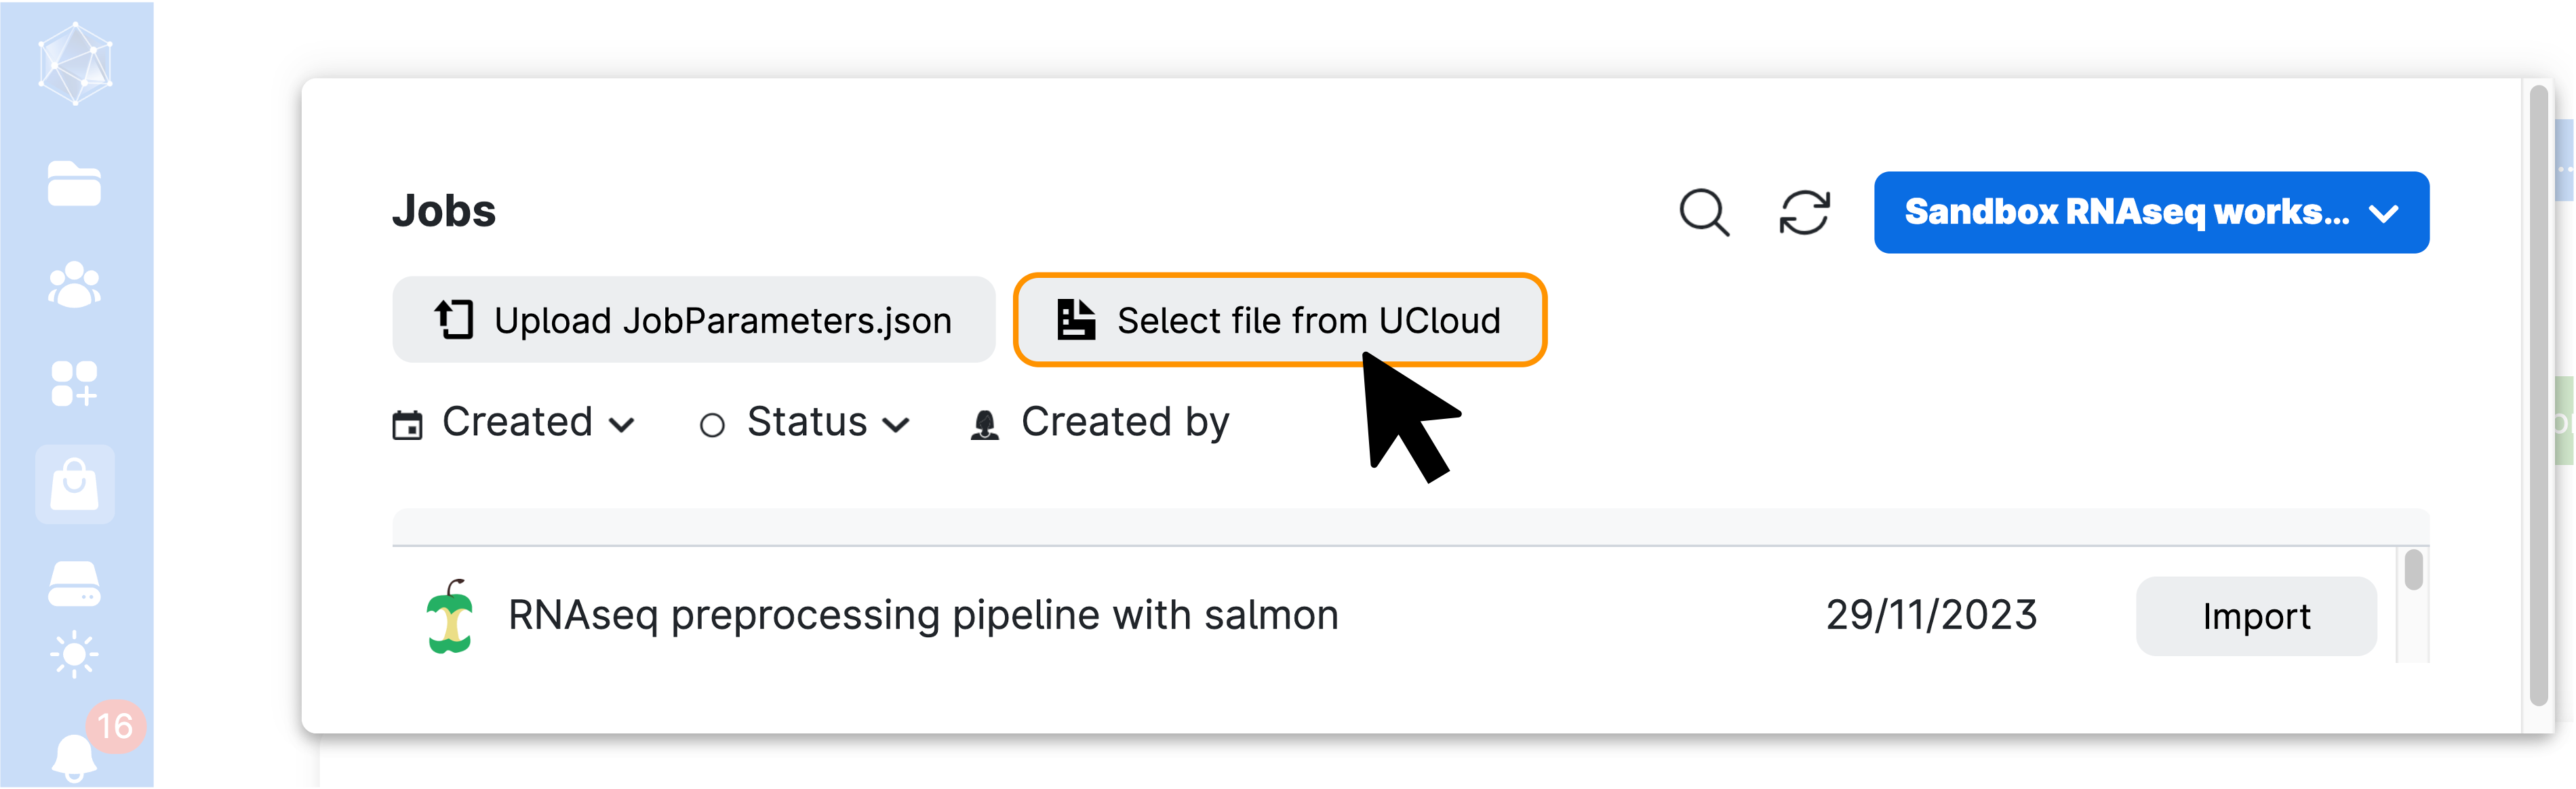 Jobs
Sandbox RNAseq works...
Upload JobParameters.json
Select file from UCloud
Created
Status
Created by
RNAseq preprocessing pipeline with salmon
29/11/2023
Import
16